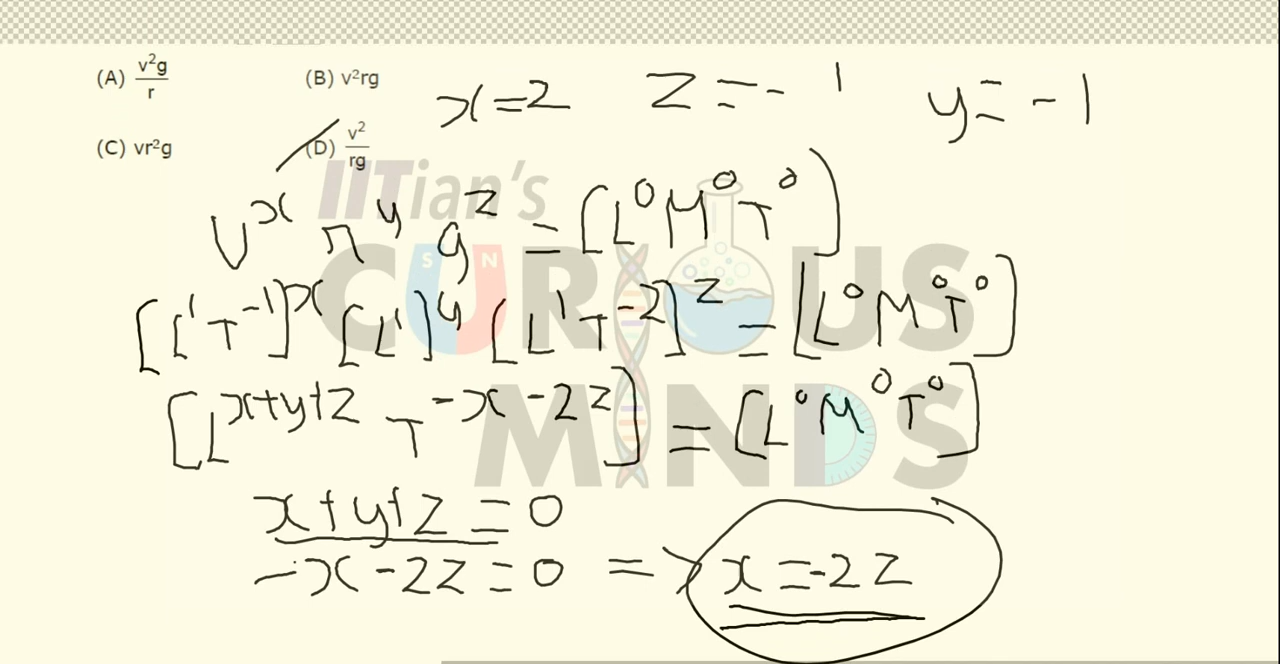 (A) v²g/r (B) v²rg x=2 z=-1 y=-1
(C) vr²g (D) v²/rg
IITian's
CURIOUS
MINDS
S N
v^x r^y g^z = [L⁰M⁰T⁰]
[L¹T⁻¹]^x [L¹]^y [L¹T⁻²]^z = [L⁰M⁰T⁰]
[L^x+y+z T^-x-2z] = [L⁰M⁰T⁰]
x+y+z=0
-x-2z=0 => x=-2z